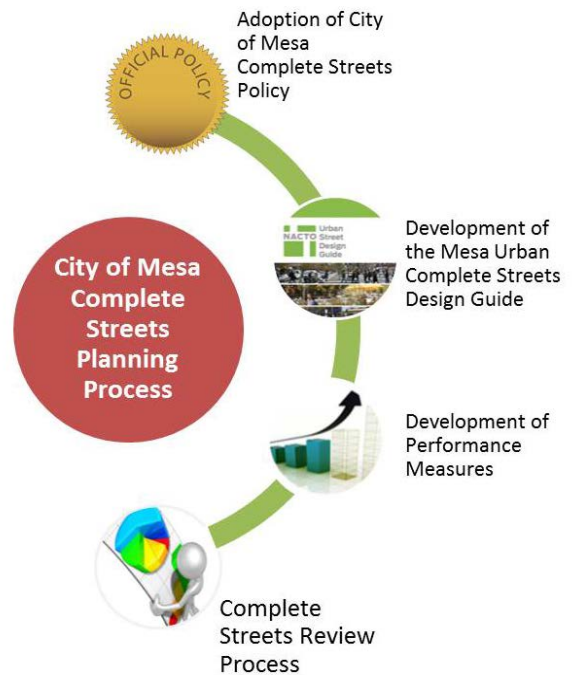 OFFICIAL POLICY
Adoption of City
of Mesa
Complete Streets
Policy
NACTO
Urban
Street
Design
Guide
Development of
the Mesa Urban
Complete Streets
Design Guide
City of Mesa
Complete
Streets
Planning
Process
Development of
Performance
Measures
Complete
Streets Review
Process